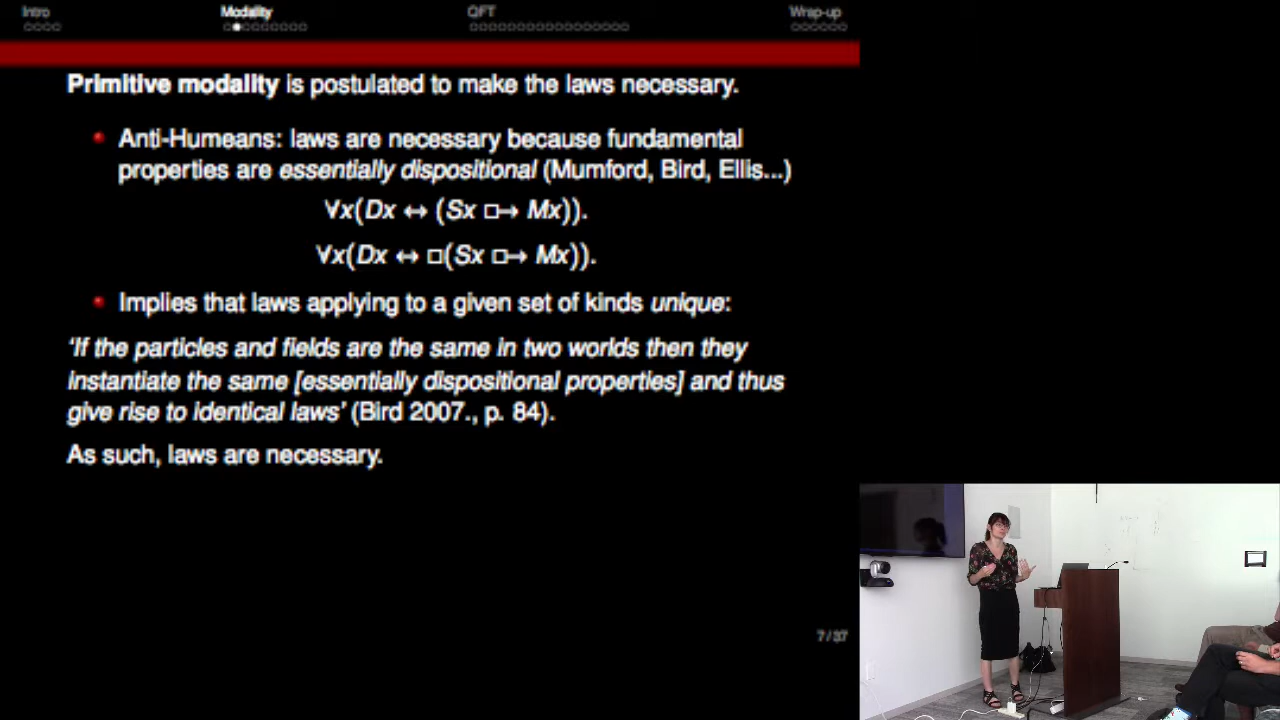 Intro Modality QFT Wrap-up
Primitive modality is postulated to make the laws necessary.
Anti-Humeans: laws are necessary because fundamental
properties are essentially dispositional (Mumford, Bird, Ellis...)
∀x(Dx ↔ (Sx □→ Mx)).
∀x(Dx ↔ □(Sx □→ Mx)).
Implies that laws applying to a given set of kinds unique:
'If the particles and fields are the same in two worlds then they
instantiate the same [essentially dispositional properties] and thus
give rise to identical laws' (Bird 2007., p. 84).
As such, laws are necessary.
7 / 37